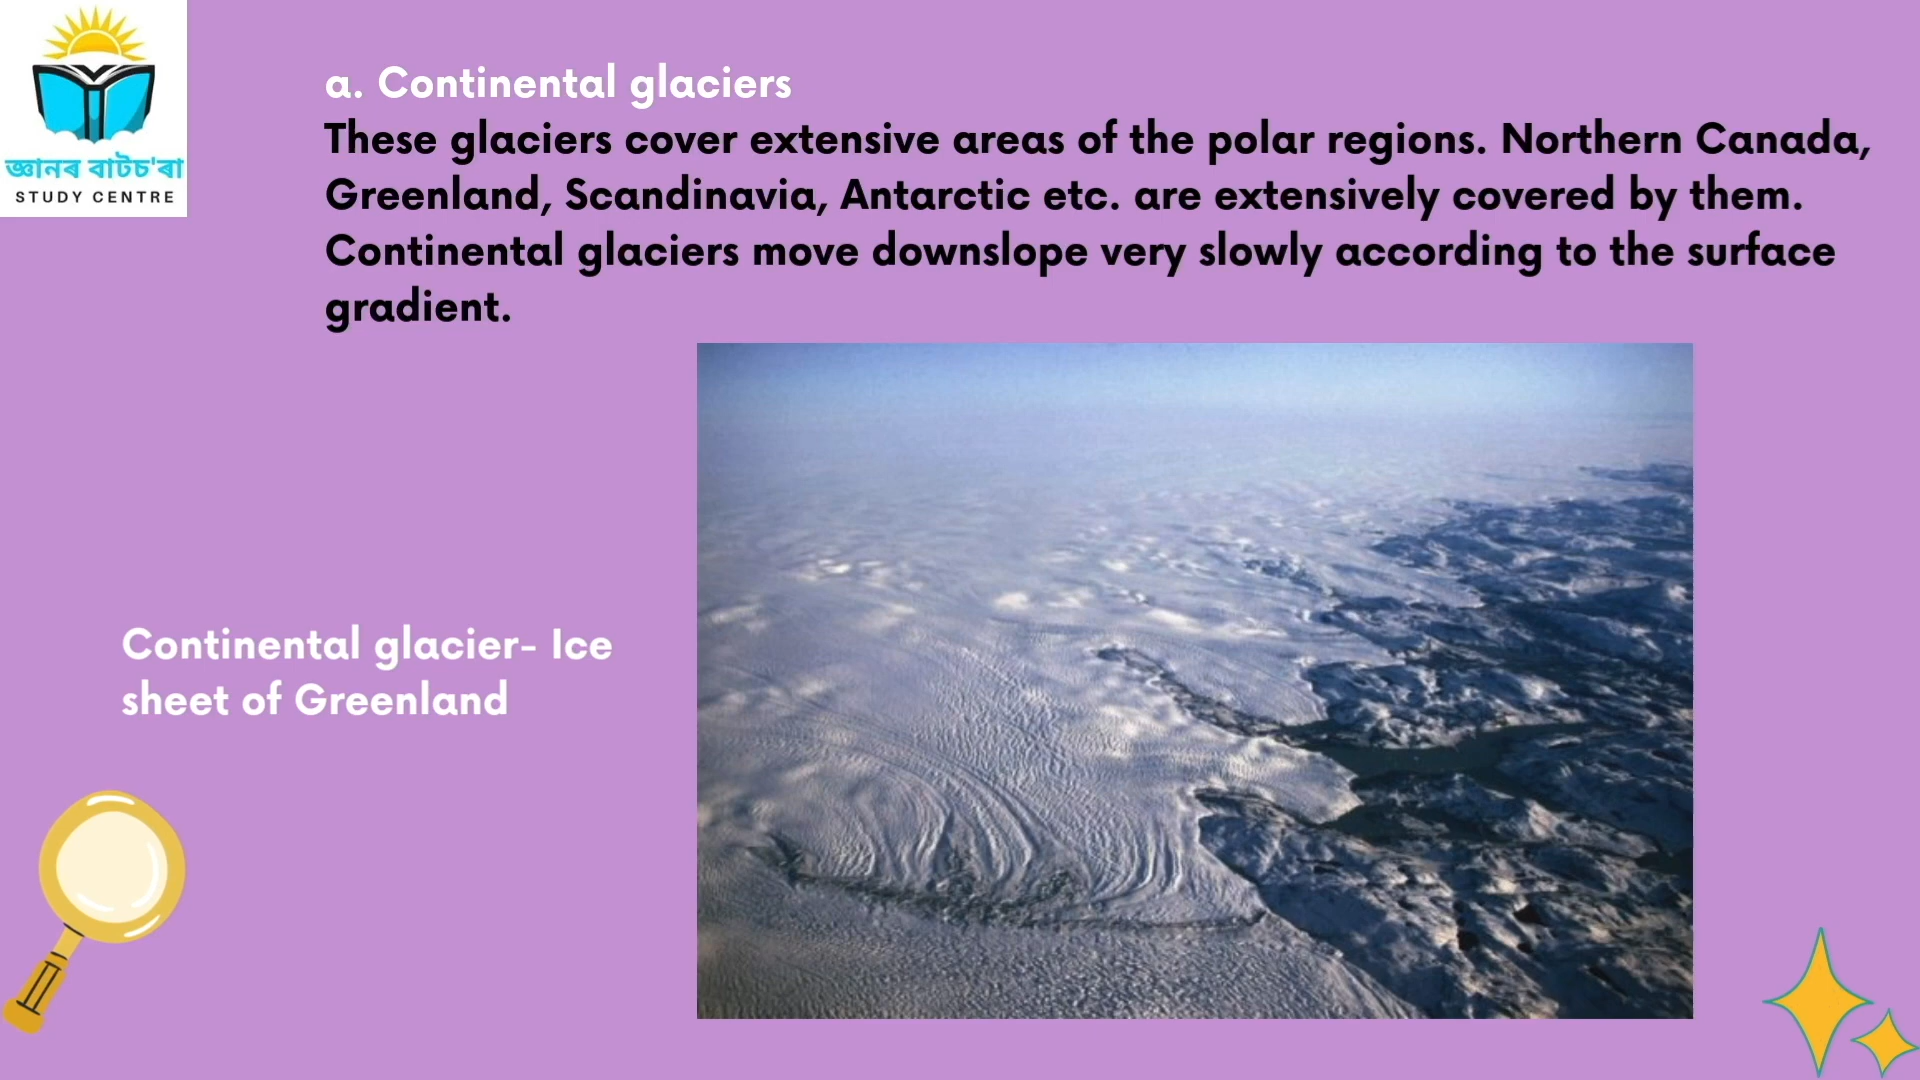 জ্ঞানৰ বাটচ'ৰা
STUDY CENTRE
a. Continental glaciers
These glaciers cover extensive areas of the polar regions. Northern Canada,
Greenland, Scandinavia, Antarctic etc. are extensively covered by them.
Continental glaciers move downslope very slowly according to the surface
gradient.
Continental glacier- Ice
sheet of Greenland